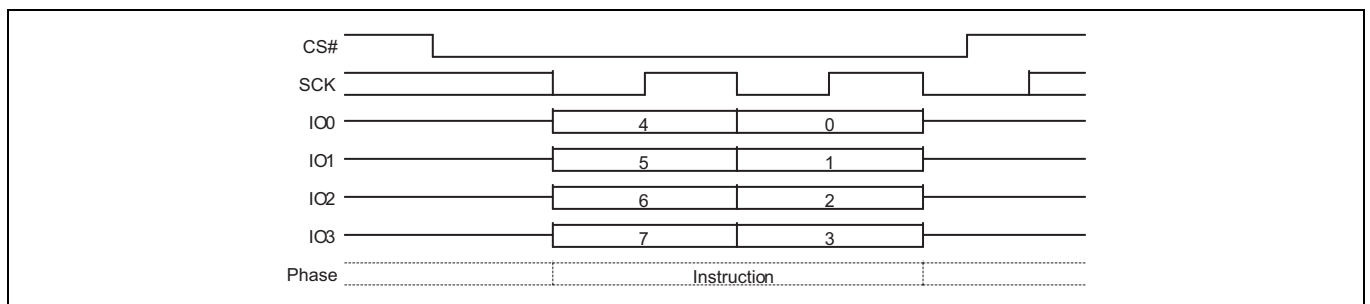 CS#
SCK
IO0 4 0
IO1 5 1
IO2 6 2
IO3 7 3
Phase Instruction